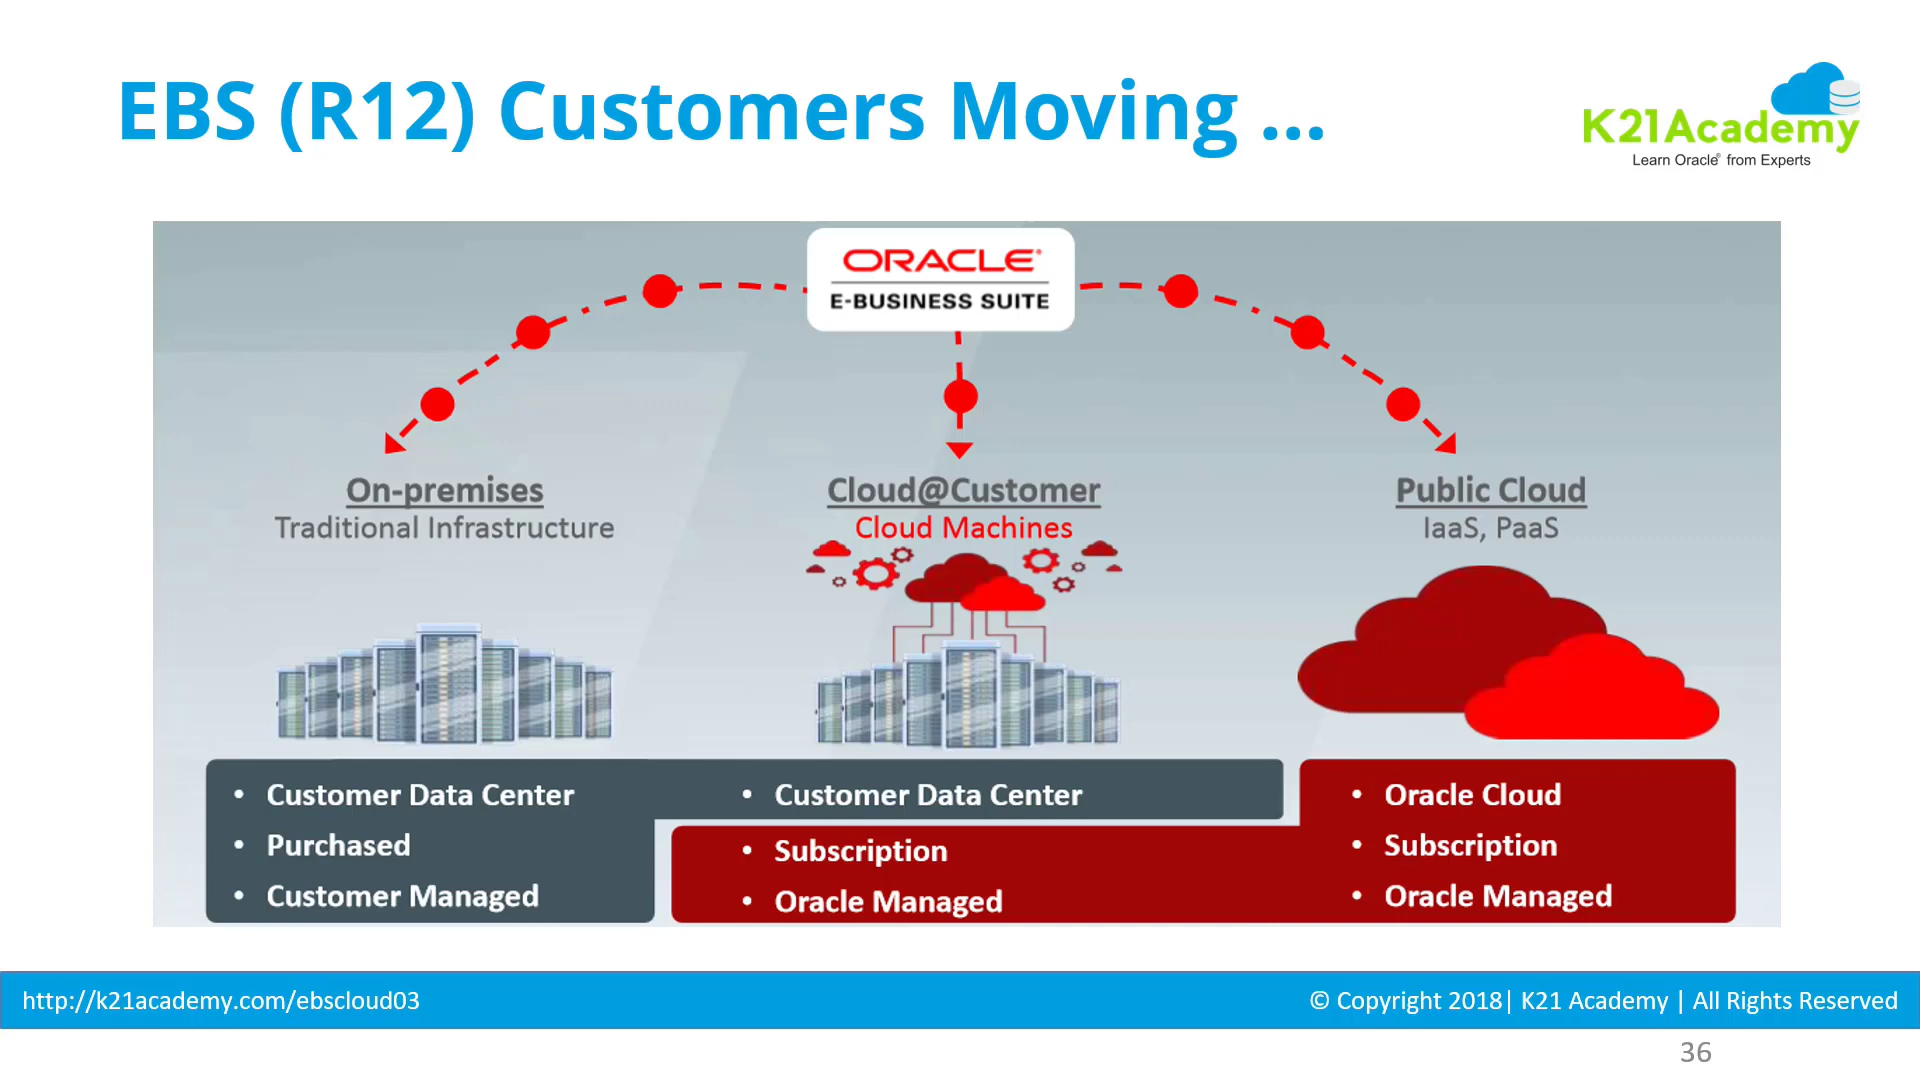 EBS (R12) Customers Moving ...
K21Academy
Learn Oracle® from Experts
ORACLE®
E-BUSINESS SUITE
On-premises
Traditional Infrastructure
Cloud@Customer
Cloud Machines
Public Cloud
IaaS, PaaS
• Customer Data Center
• Purchased
• Customer Managed
• Customer Data Center
• Subscription
• Oracle Managed
• Oracle Cloud
• Subscription
• Oracle Managed
http://k21academy.com/ebscloud03
© Copyright 2018| K21 Academy | All Rights Reserved
36